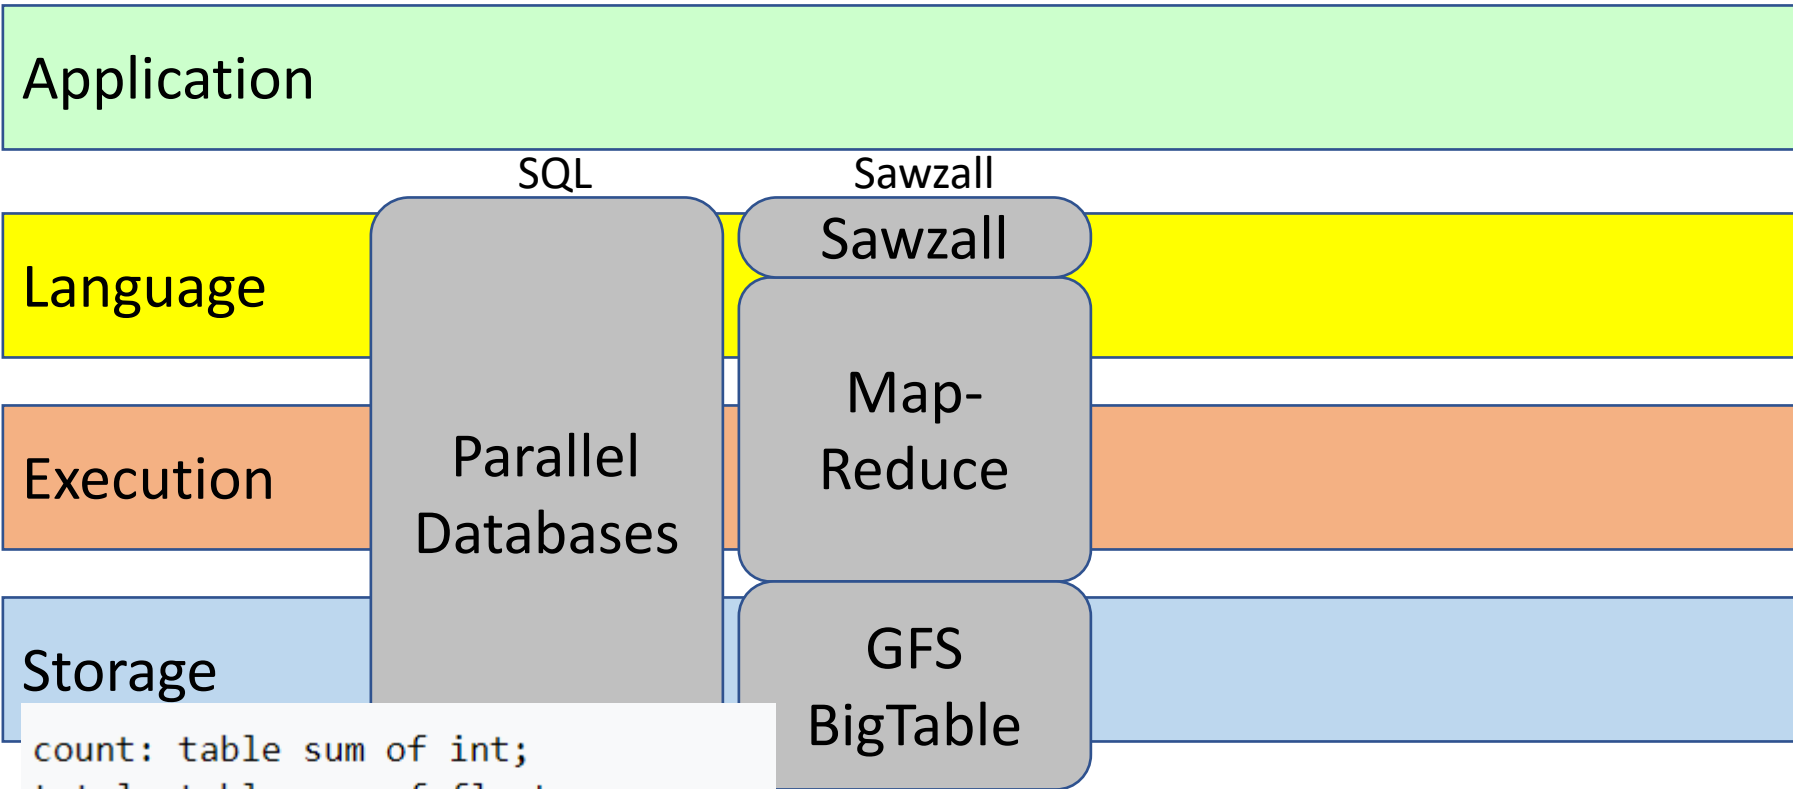 Application
SQL
Sawzall
Sawzall
Language
Map-
Reduce
Parallel
Databases
Execution
GFS
BigTable
Storage
count: table sum of int;